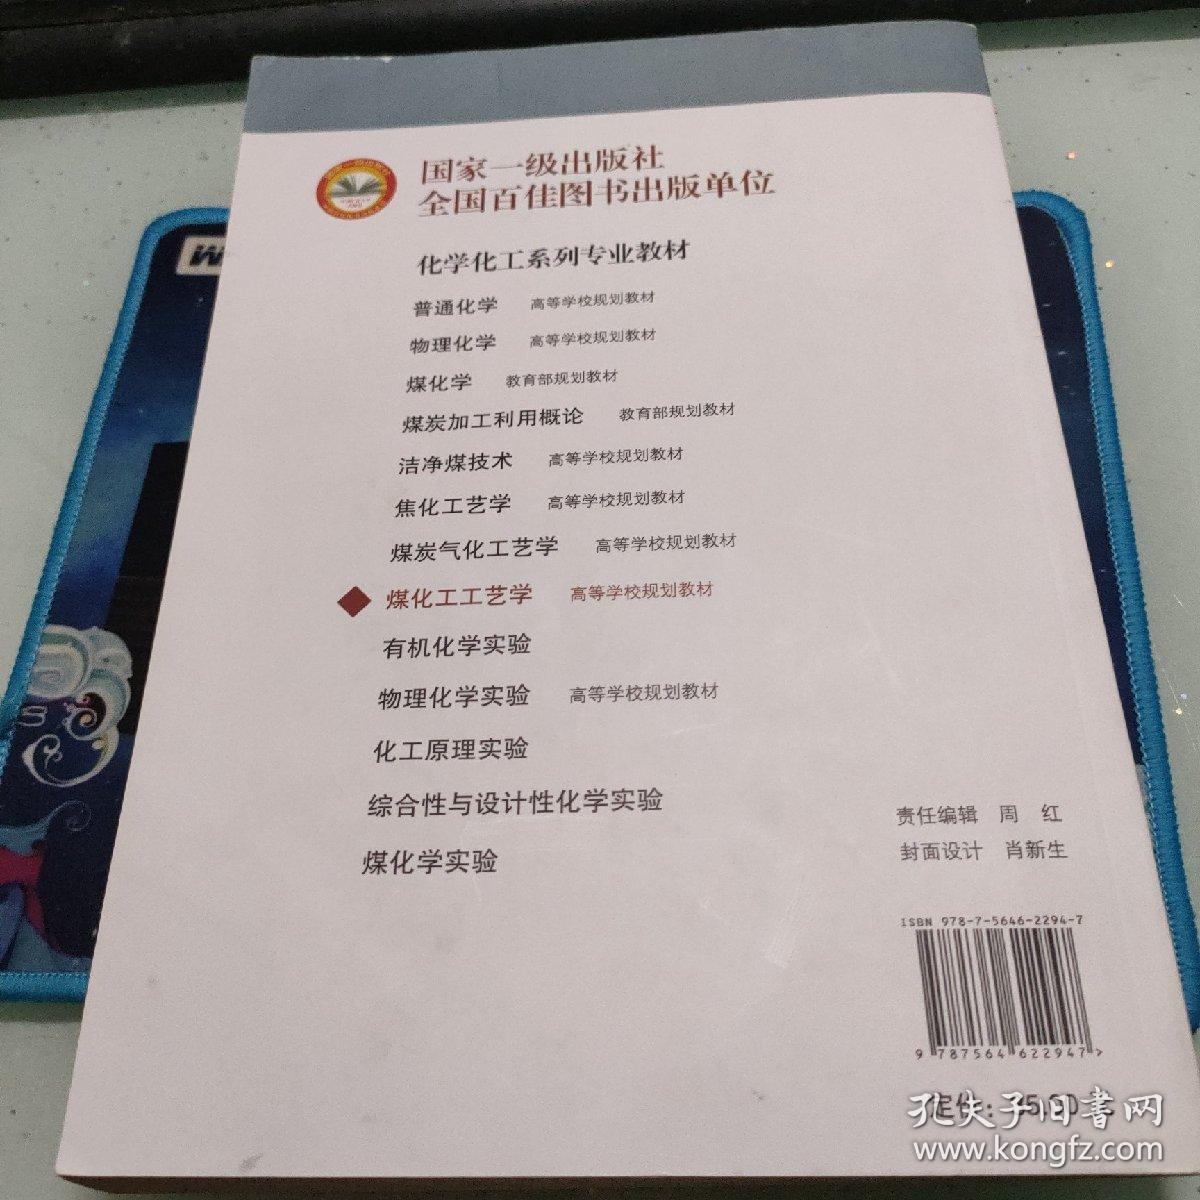 国家一级出版社
全国百佳图书出版单位
化学化工系列专业教材
普通化学 高等学校规划教材
物理化学 高等学校规划教材
煤化学 教育部规划教材
煤炭加工利用概论 教育部规划教材
洁净煤技术 高等学校规划教材
焦化工艺学 高等学校规划教材
煤炭气化工艺学 高等学校规划教材
煤化工工艺学 高等学校规划教材
有机化学实验
物理化学实验 高等学校规划教材
化工原理实验
综合性与设计性化学实验
煤化学实验
责任编辑 周 红
封面设计 肖新生
ISBN 978-7-5646-2294-7
9 787564 622947 >
定价:
孔夫子旧书网
www.kongfz.com